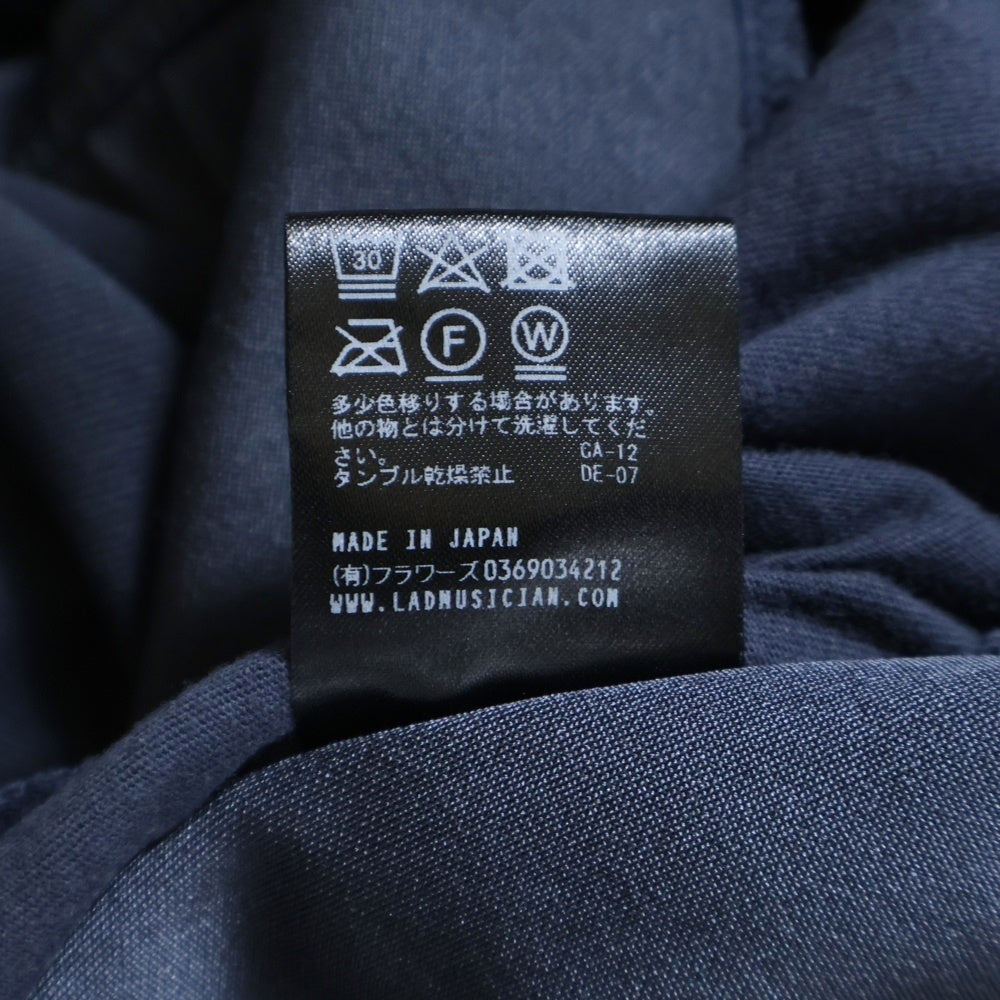 30
F W
多少色移りする場合があります。
他の物とは分けて洗濯してくだ
さい。 CA-12
タンブル乾燥禁止 DE-07
MADE IN JAPAN
(有)フラワーズ0369034212
WWW.LADMUSICIAN.COM